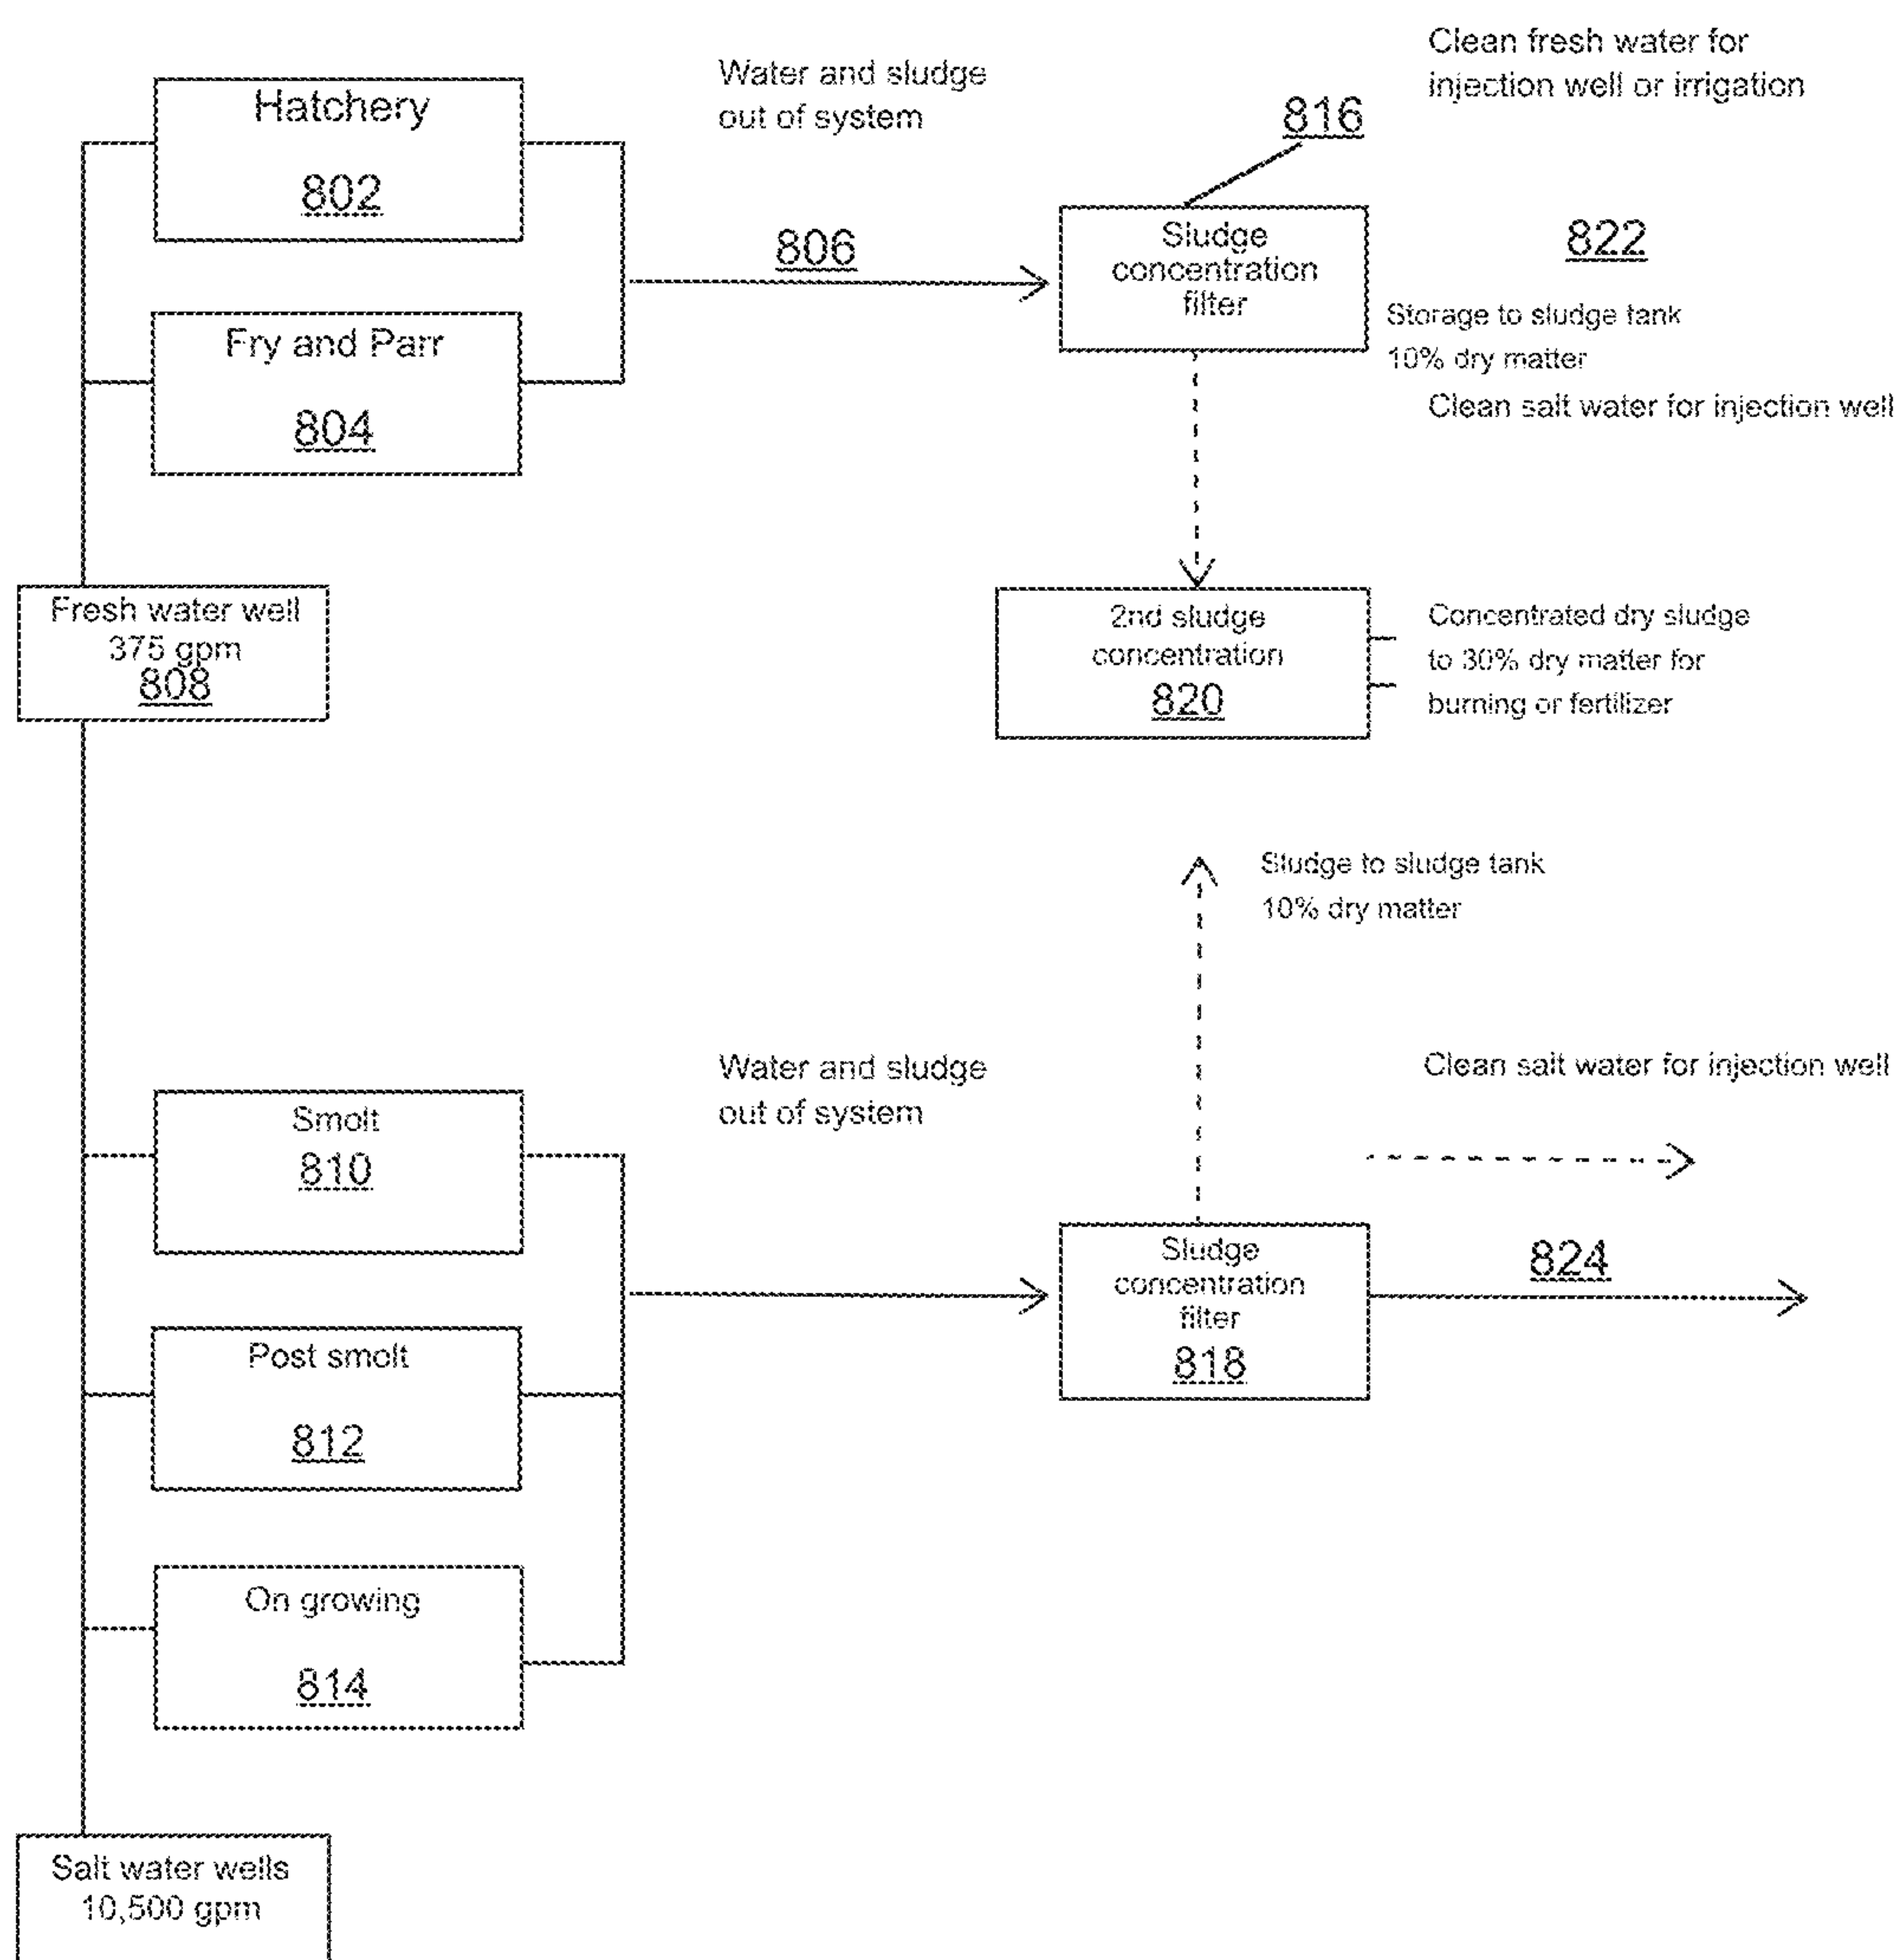 Hatchery
802
Fry and Parr
804
Fresh water well
375 gpm
808
Water and sludge
out of system
806
816
Sludge
concentration
filter
Clean fresh water for
injection well or irrigation
822
Storage to sludge tank
10% dry matter
Clean salt water for injection well
2nd sludge
concentration
820
Concentrated dry sludge
to 30% dry matter for
burning or fertilizer
Sludge to sludge tank
10% dry matter
Smolt
810
Post smolt
812
On growing
814
Water and sludge
out of system
Sludge
concentration
filter
818
Clean salt water for injection well
824
Salt water wells
10,500 gpm